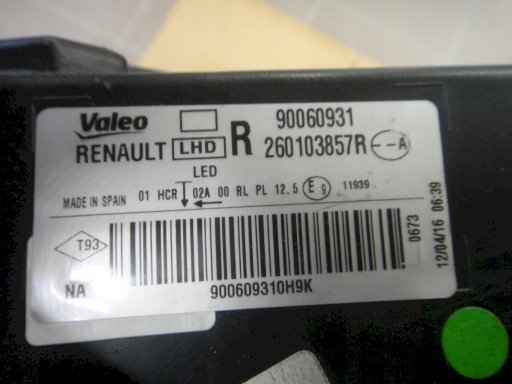 Valeo 90060931
RENAULT LHD R 260103857R --A
LED
MADE IN SPAIN 01 HCR 02A 00 RL PL 12,5 E9 11939
T93
NA
900609310H9K
0673
12/04/16 06:39